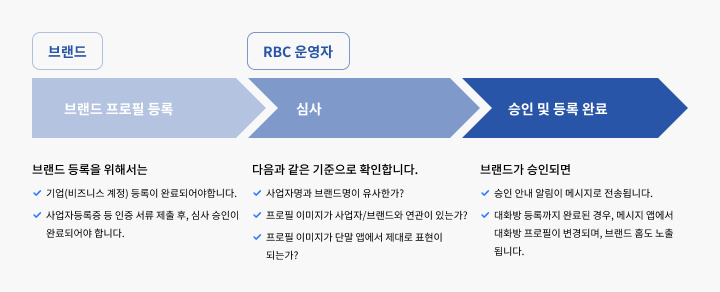 브랜드
RBC 운영자
브랜드 프로필 등록
심사
승인 및 등록 완료
브랜드 등록을 위해서는
기업(비즈니스 계정) 등록이 완료되어야합니다.
사업자등록증 등 인증 서류 제출 후, 심사 승인이
완료되어야 합니다.
다음과 같은 기준으로 확인합니다.
사업자명과 브랜드명이 유사한가?
프로필 이미지가 사업자/브랜드와 연관이 있는가?
프로필 이미지가 단말 앱에서 제대로 표현이
되는가?
브랜드가 승인되면
승인 안내 알림이 메시지로 전송됩니다.
대화방 등록까지 완료된 경우, 메시지 앱에서
대화방 프로필이 변경되며, 브랜드 홈도 노출
됩니다.